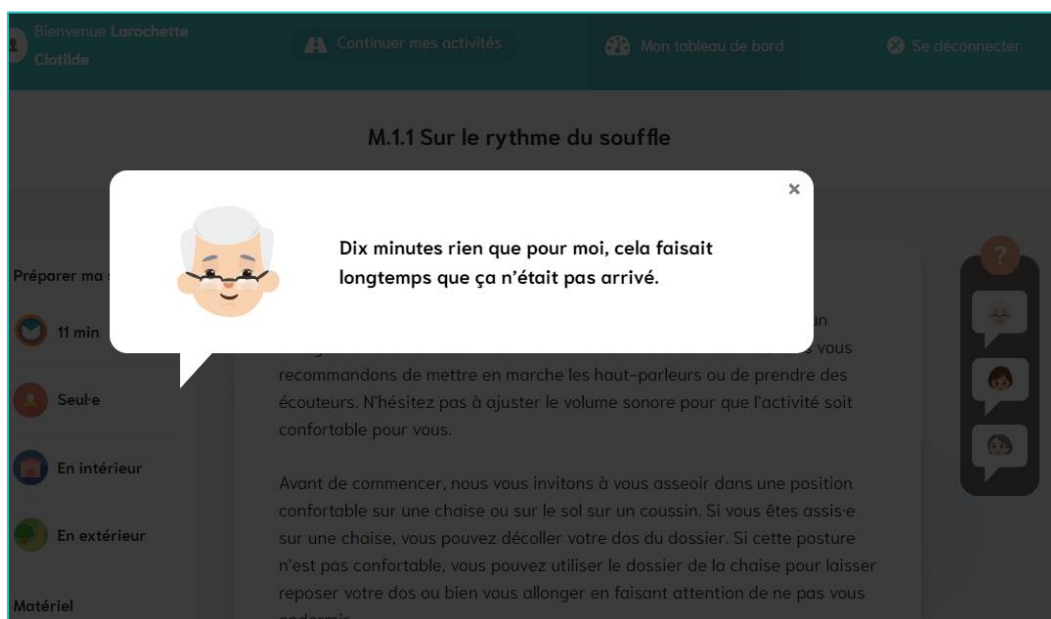 Bienvenue Larochette
Clotilde
Continuer mes activités
Mon tableau de bord
Se déconnecter
M.1.1 Sur le rythme du souffle
×
Dix minutes rien que pour moi, cela faisait
longtemps que ça n'était pas arrivé.
?
Préparer ma
11 min
Seul·e
En intérieur
En extérieur
Matériel
un
vous
recommandons de mettre en marche les haut-parleurs ou de prendre des
écouteurs. N'hésitez pas à ajuster le volume sonore pour que l'activité soit
confortable pour vous.
Avant de commencer, nous vous invitons à vous asseoir dans une position
confortable sur une chaise ou sur le sol sur un coussin. Si vous êtes assis·e
sur une chaise, vous pouvez décoller votre dos du dossier. Si cette posture
n'est pas confortable, vous pouvez utiliser le dossier de la chaise pour laisser
reposer votre dos ou bien vous allonger en faisant attention de ne pas vous